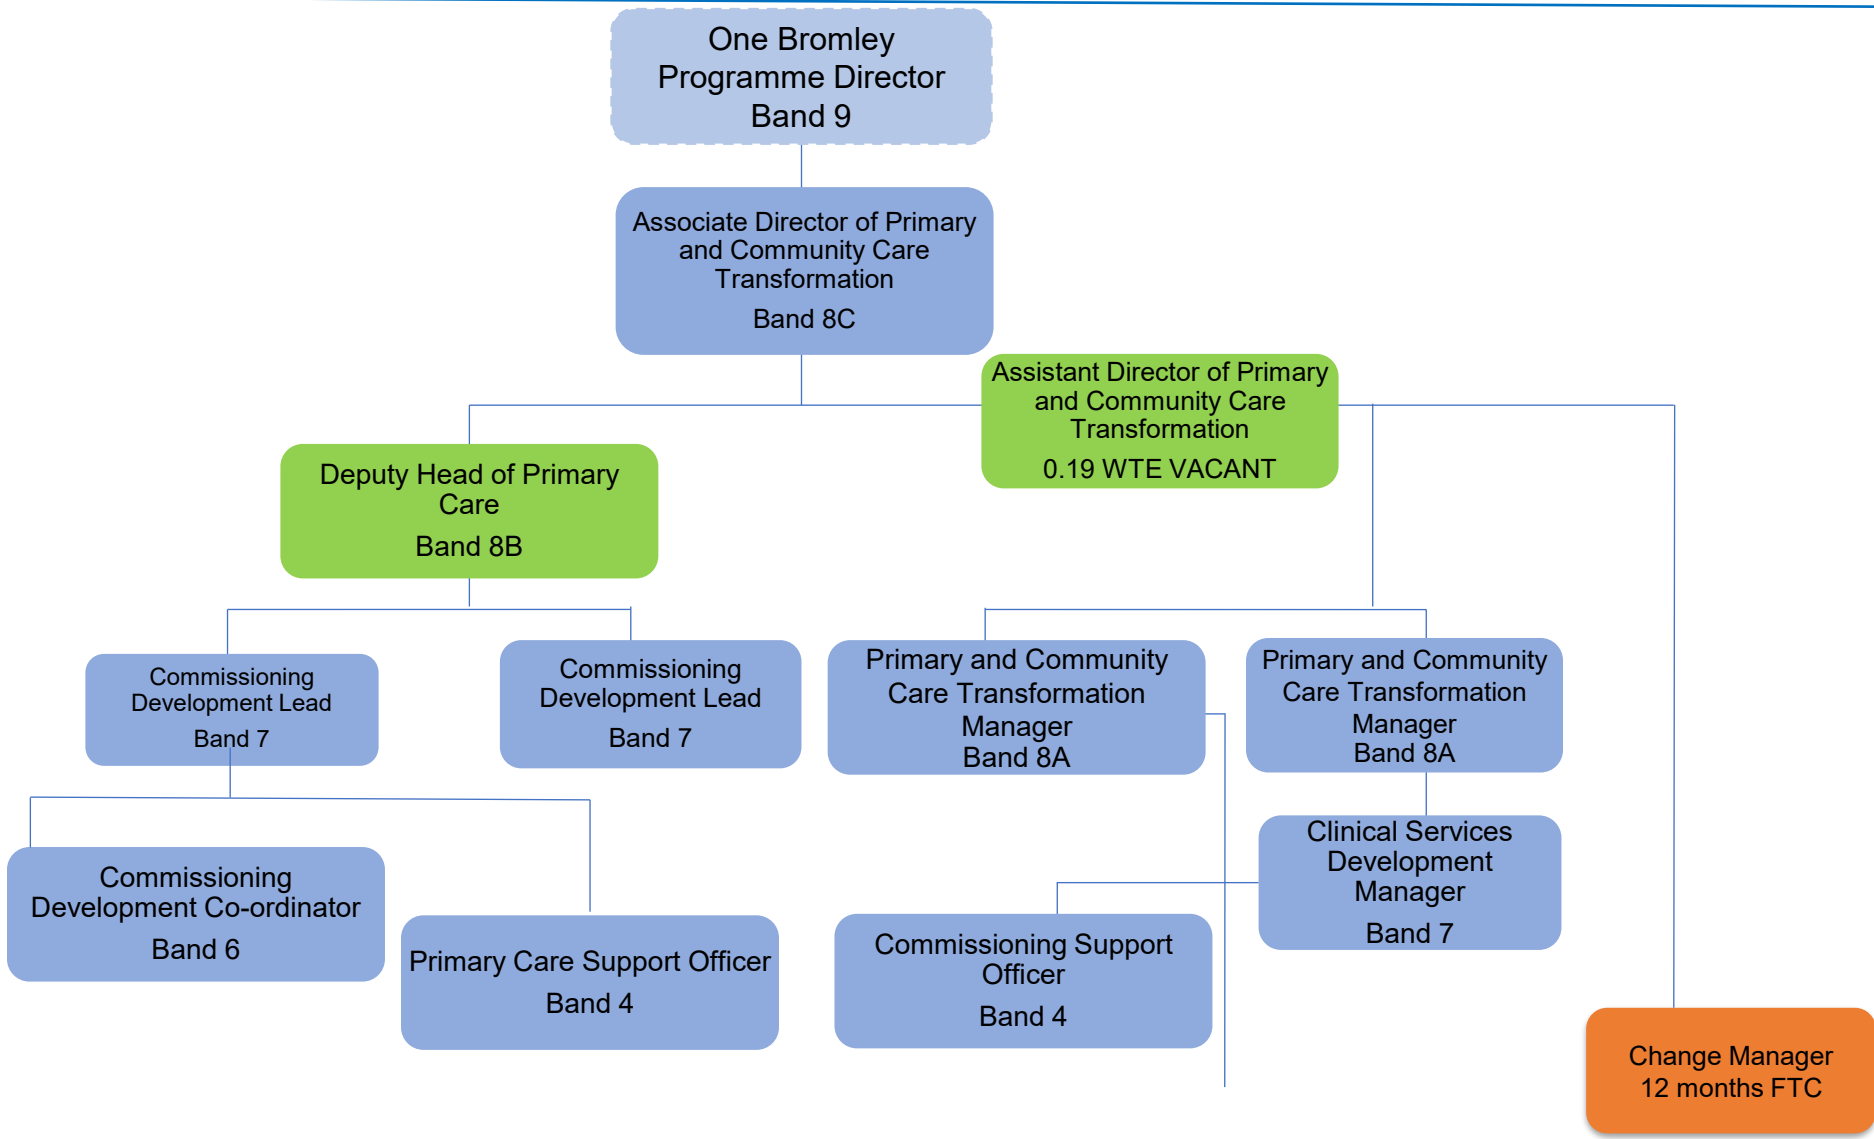 One Bromley
Programme Director
Band 9
Associate Director of Primary
and Community Care
Transformation
Band 8C
Assistant Director of Primary
and Community Care
Transformation
0.19 WTE VACANT
Deputy Head of Primary
Care
Band 8B
Commissioning
Development Lead
Band 7
Commissioning
Development Lead
Band 7
Primary and Community
Care Transformation
Manager
Band 8A
Primary and Community
Care Transformation
Manager
Band 8A
Clinical Services
Development
Manager
Band 7
Commissioning
Development Co-ordinator
Band 6
Primary Care Support Officer
Band 4
Commissioning Support
Officer
Band 4
Change Manager
12 months FTC